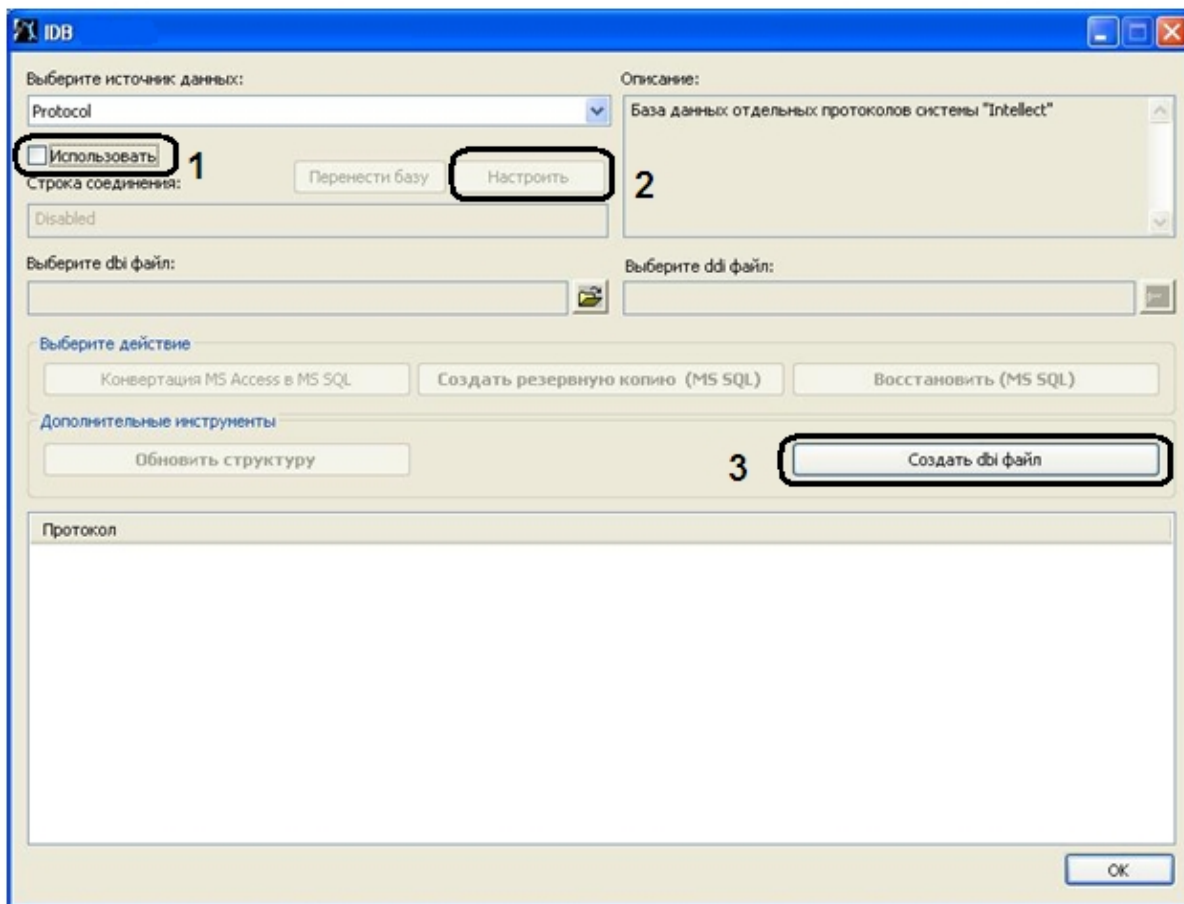 IDB
Выберите источник данных:
Описание:
Protocol
База данных отдельных протоколов системы "Intellect"
Использовать
1
Перенести базу
Настроить
2
Строка соединения:
Disabled
Выберите dbi файл:
Выберите ddi файл:
Выберите действие
Конвертация MS Access в MS SQL
Создать резервную копию (MS SQL)
Восстановить (MS SQL)
Дополнительные инструменты
Обновить структуру
3
Создать dbi файл
Протокол
OK